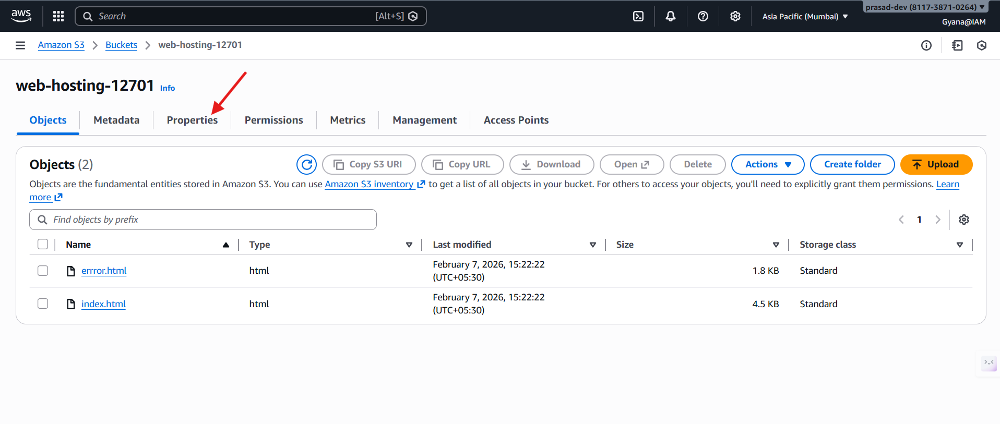 aws
Search [Alt+S]
Asia Pacific (Mumbai)
prasad-dev (8117-3871-0264)
Gyana@IAM
Amazon S3 Buckets web-hosting-12701
web-hosting-12701 Info
Objects Metadata Properties Permissions Metrics Management Access Points
Objects (2)
Copy S3 URI Copy URL Download Open Delete Actions Create folder Upload
Objects are the fundamental entities stored in Amazon S3. You can use Amazon S3 inventory to get a list of all objects in your bucket. For others to access your objects, you'll need to explicitly grant them permissions. Learn
more
Find objects by prefix
1
Name Type Last modified Size Storage class
errror.html html February 7, 2026, 15:22:22 1.8 KB Standard
(UTC+05:30)
index.html html February 7, 2026, 15:22:22 4.5 KB Standard
(UTC+05:30)